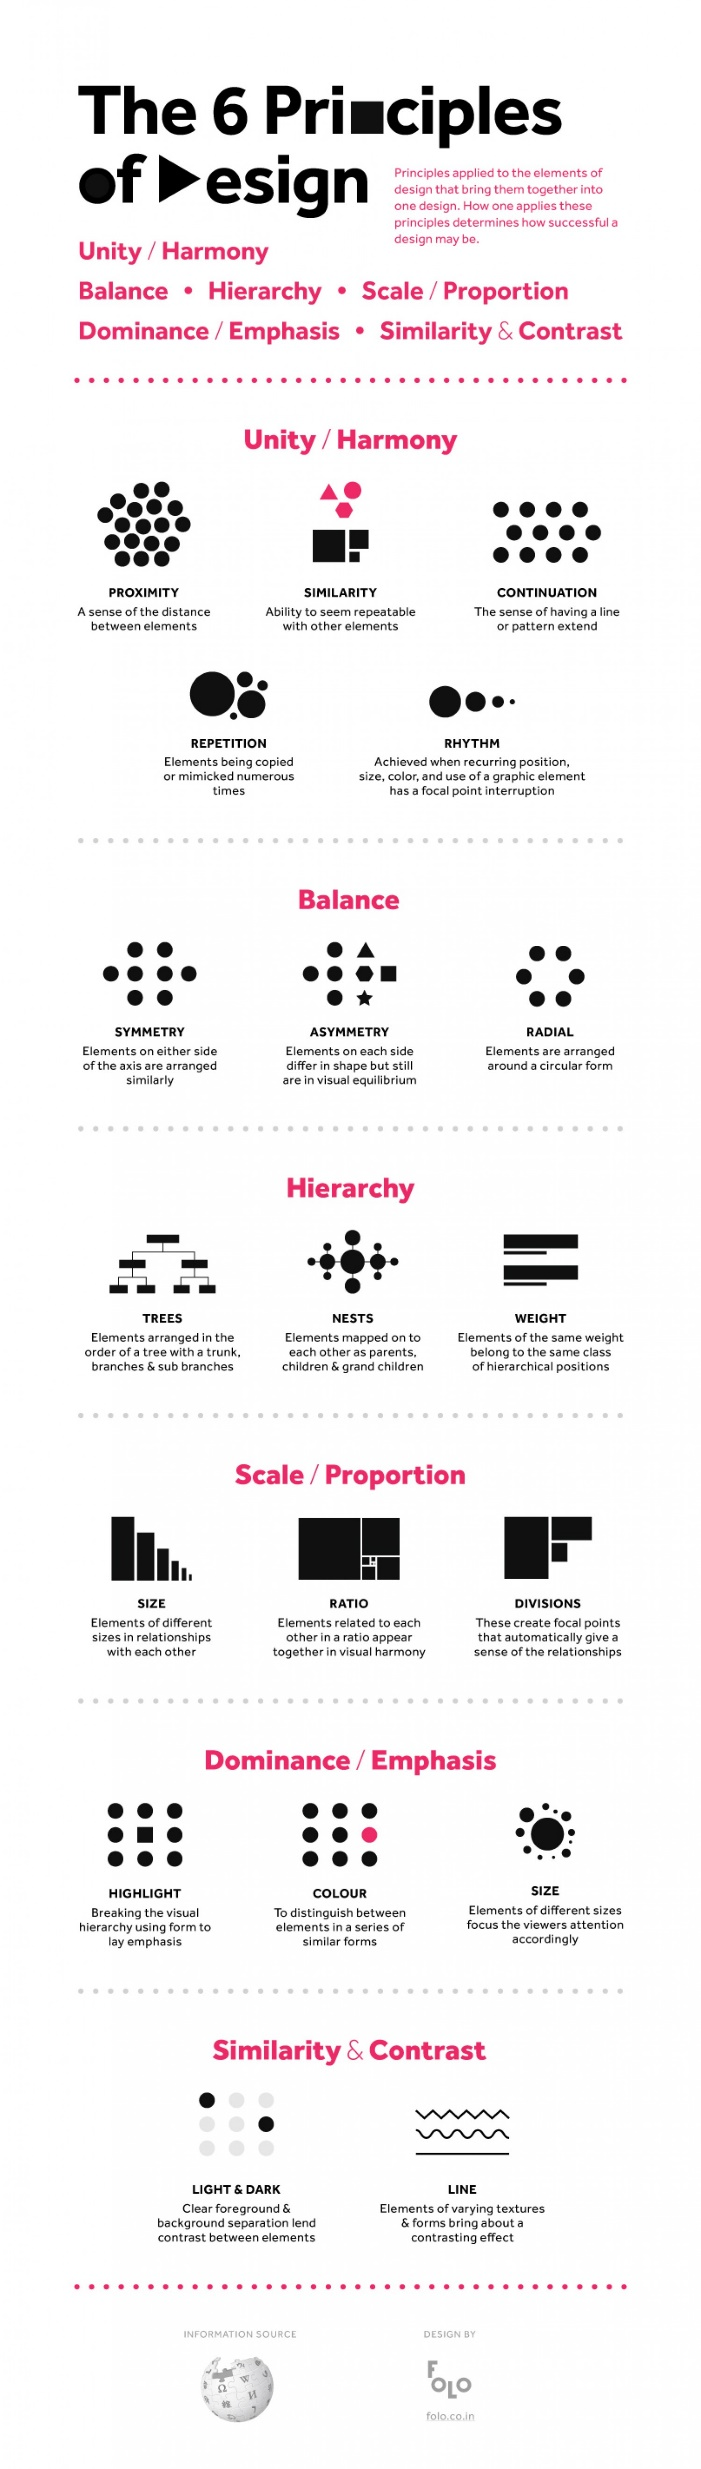 The 6 Principles
of Design
Principles applied to the elements of
design that bring them together into
one design. How one applies these
principles determines how successful a
design may be.
Unity / Harmony
Balance • Hierarchy • Scale / Proportion
Dominance / Emphasis • Similarity & Contrast
Unity / Harmony
PROXIMITY
A sense of the distance
between elements
SIMILARITY
Ability to seem repeatable
with other elements
CONTINUATION
The sense of having a line
or pattern extend
REPETITION
Elements being copied
or mimicked numerous
times
RHYTHM
Achieved when recurring position,
size, color, and use of a graphic element
has a focal point interruption
Balance
SYMMETRY
Elements on either side
of the axis are arranged
similarly
ASYMMETRY
Elements on each side
differ in shape but still
are in visual equilibrium
RADIAL
Elements are arranged
around a circular form
Hierarchy
TREES
Elements arranged in the
order of a tree with a trunk,
branches & sub branches
NESTS
Elements mapped on to
each other as parents,
children & grand children
WEIGHT
Elements of the same weight
belong to the same class
of hierarchical positions
Scale / Proportion
SIZE
Elements of different
sizes in relationships
with each other
RATIO
Elements related to each
other in a ratio appear
together in visual harmony
DIVISIONS
These create focal points
that automatically give a
sense of the relationships
Dominance / Emphasis
HIGHLIGHT
Breaking the visual
hierarchy using form to
lay emphasis
COLOUR
To distinguish between
elements in a series of
similar forms
SIZE
Elements of different sizes
focus the viewers attention
accordingly
Similarity & Contrast
LIGHT & DARK
Clear foreground &
background separation lend
contrast between elements
LINE
Elements of varying textures
& forms bring about a
contrasting effect
INFORMATION SOURCE
Ω W И
DESIGN BY
FOLO
folo.co.in